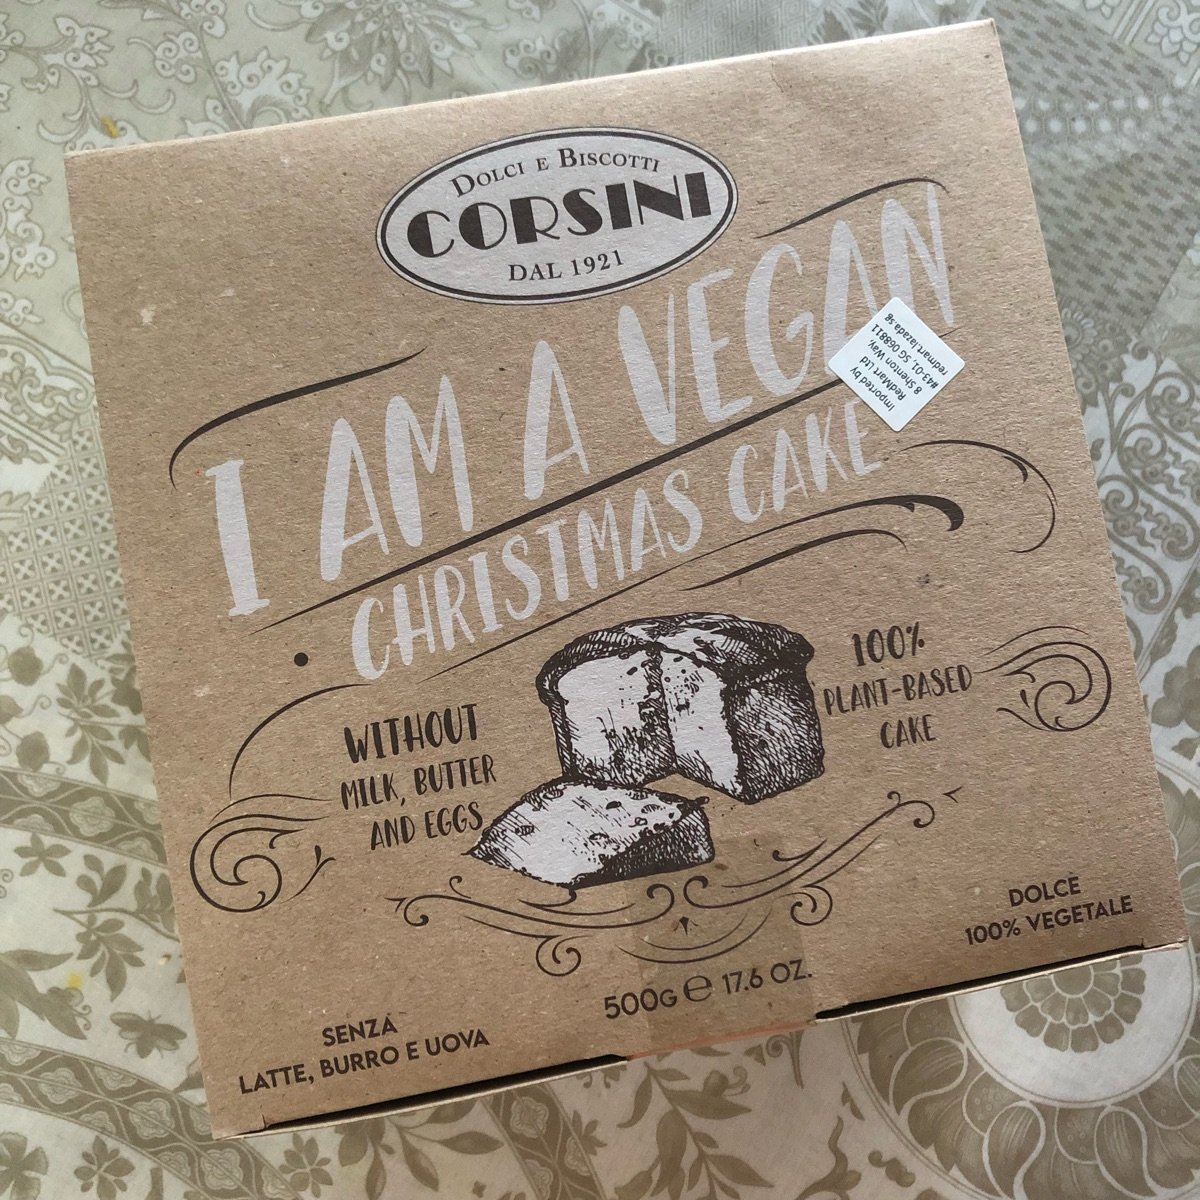 DOLCI E BISCOTTI
CORSINI
DAL 1921
I AM A VEGAN
CHRISTMAS CAKE
Imported by
RedMart Ltd
8 Shenton Way,
#43-01, SG 068811
redmart.lazada.sg
WITHOUT
MILK, BUTTER
AND EGGS
100%
PLANT-BASED
CAKE
DOLCE
100% VEGETALE
500G ℮ 17.6 OZ.
SENZA
LATTE, BURRO E UOVA